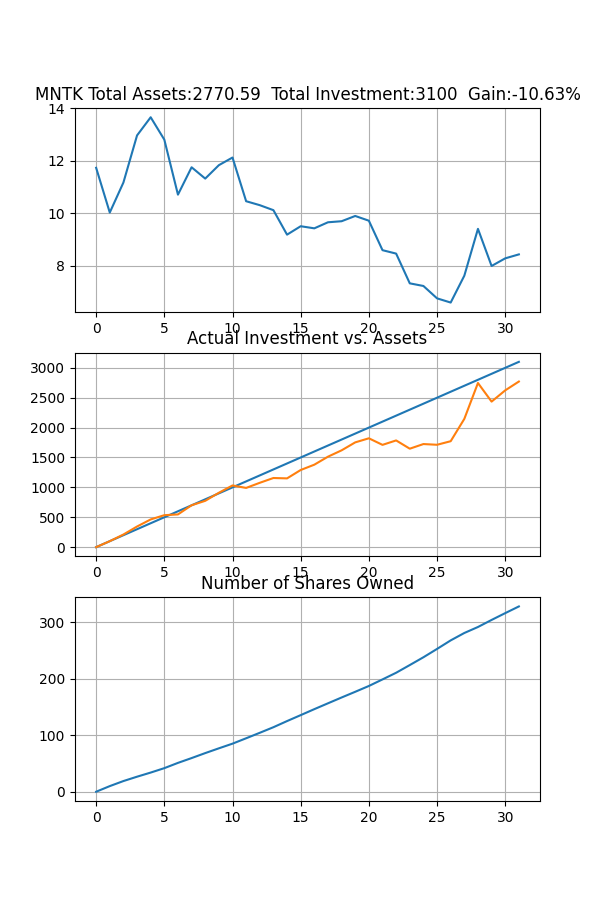 MNTK Total Assets:2770.59  Total Investment:3100  Gain:-10.63%
14
12
10
8
0 5 10 15 20 25 30
Actual Investment vs. Assets
3000
2500
2000
1500
1000
500
0
0 5 10 15 20 25 30
Number of Shares Owned
300
200
100
0
0 5 10 15 20 25 30